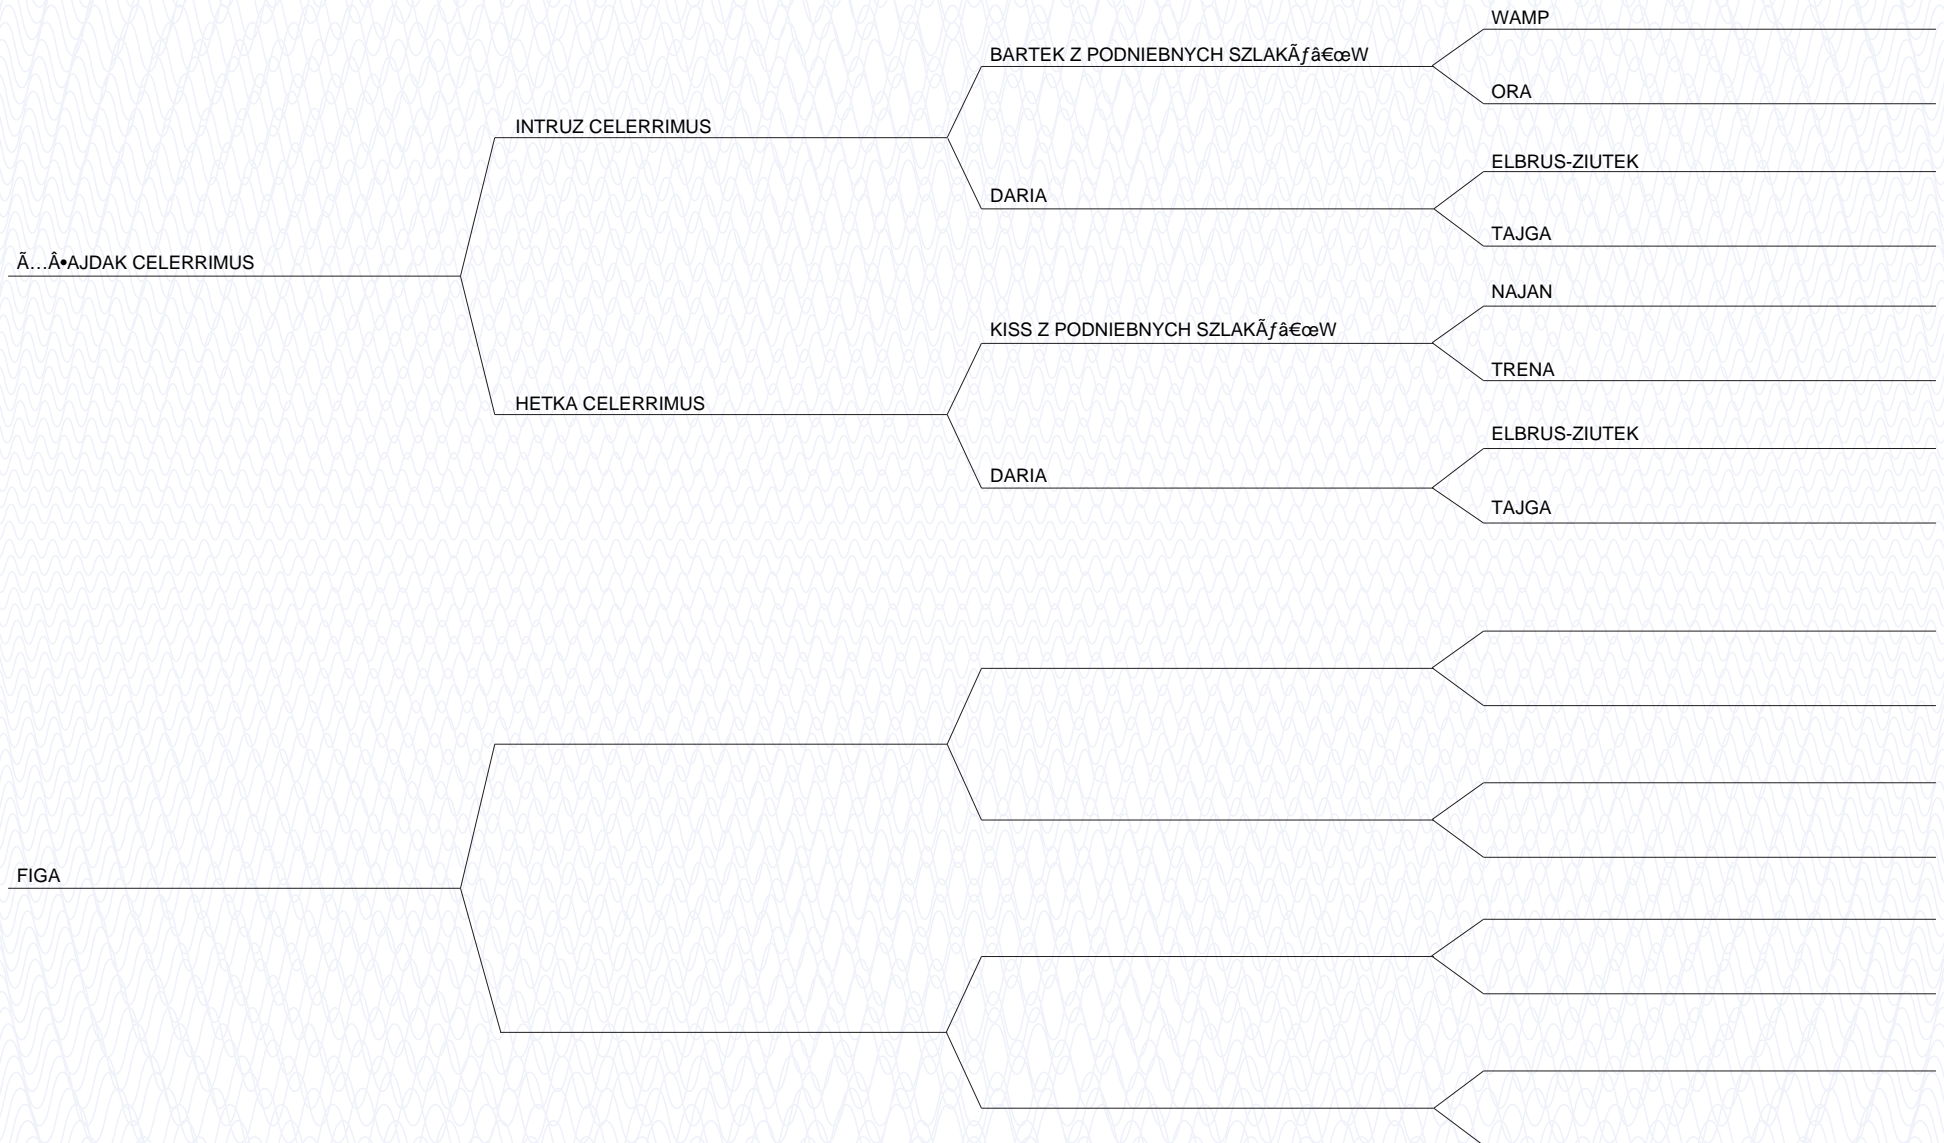 WAMP
BARTEK Z PODNIEBNYCH SZLAKÃƒâ€œW
ORA
INTRUZ CELERRIMUS
ELBRUS-ZIUTEK
DARIA
TAJGA
Ã…Â•AJDAK CELERRIMUS
NAJAN
KISS Z PODNIEBNYCH SZLAKÃƒâ€œW
TRENA
HETKA CELERRIMUS
ELBRUS-ZIUTEK
DARIA
TAJGA
FIGA